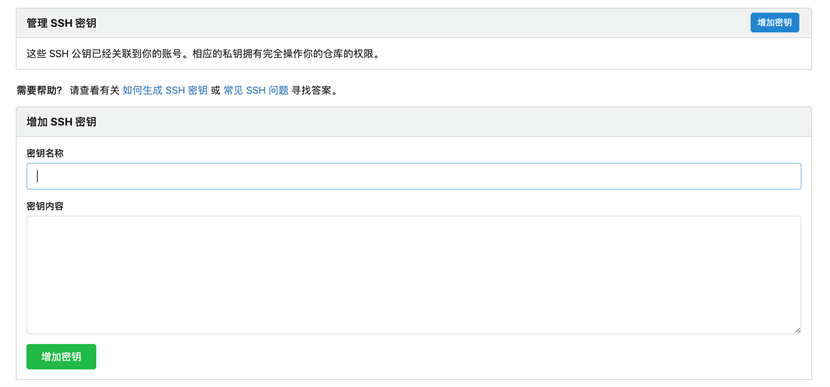 管理 SSH 密钥
增加密钥
这些 SSH 公钥已经关联到你的账号。相应的私钥拥有完全操作你的仓库的权限。
需要帮助? 请查看有关 如何生成 SSH 密钥 或 常见 SSH 问题 寻找答案。
增加 SSH 密钥
密钥名称
密钥内容
增加密钥